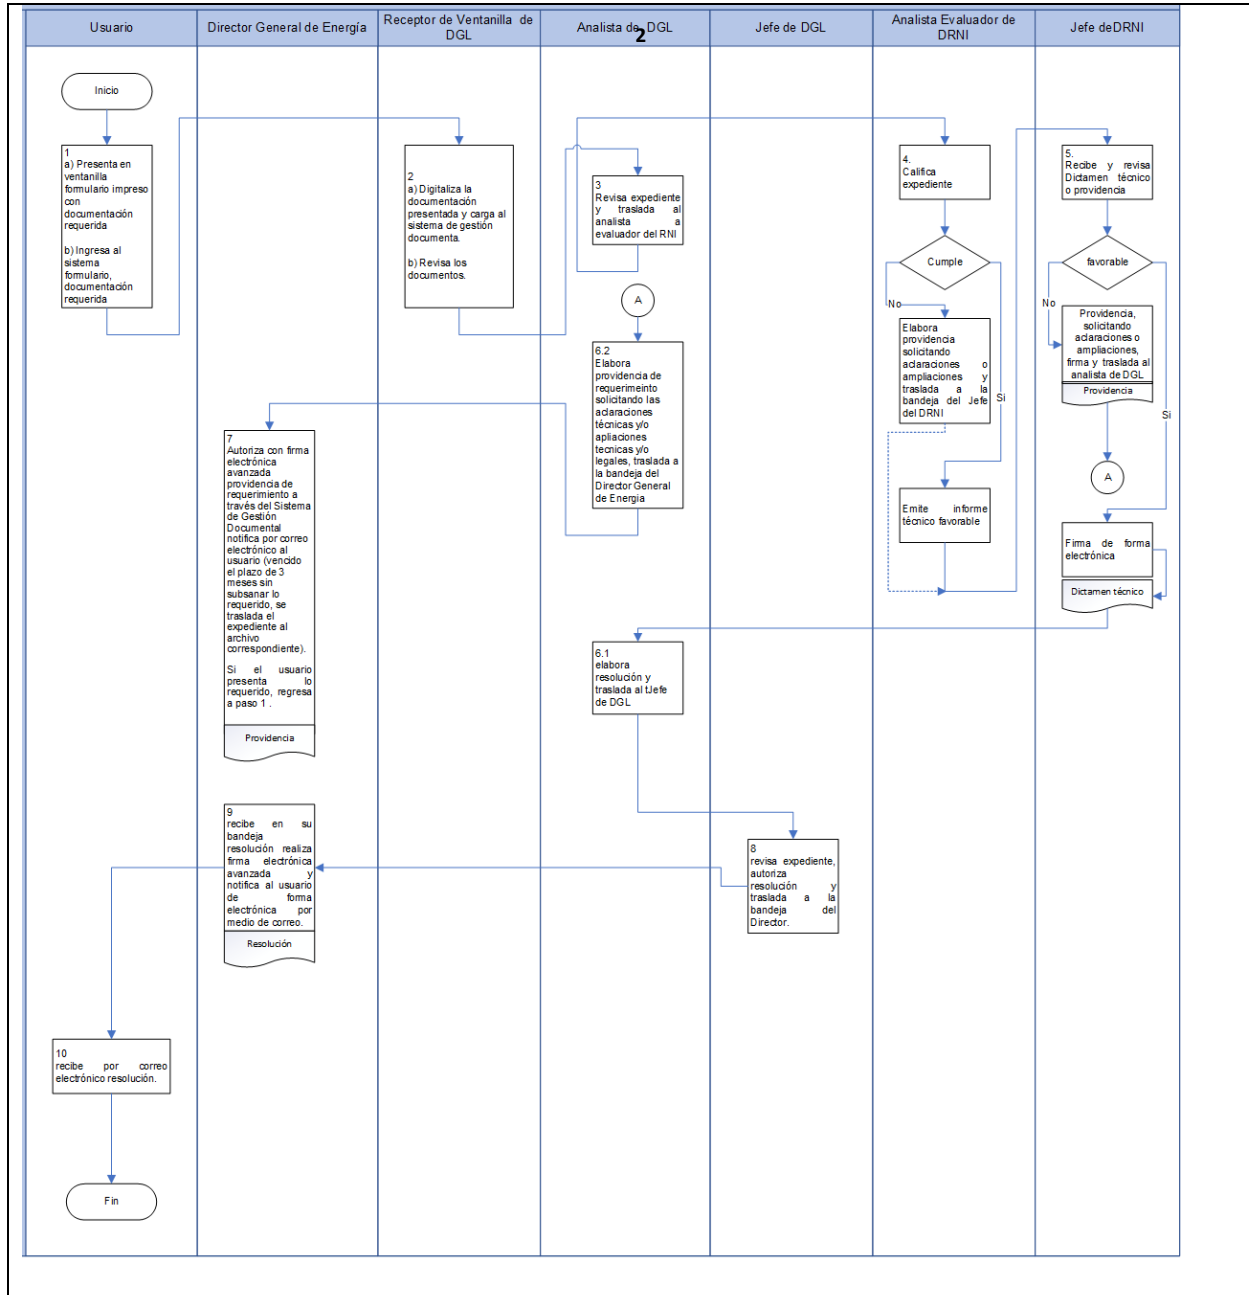 Usuario
Director General de Energía
Receptor de Ventanilla de
DGL
Analista de DGL
2
Jefe de DGL
Analista Evaluador de
DRNI
Jefe deDRNI
Inicio
1
a) Presenta en
ventanilla
formulario impreso
con
documentación
requerida
b) Ingresa al
sistema
formulario,
documentación
requerida
2
a) Digitaliza la
documentación
presentada y carga al
sistema de gestión
documenta.
b) Revisa los
documentos.
3
Revisa expediente
y traslada al
analista a
evaluador del RNI
A
6.2
Elabora
providencia de
requerimeinto
solicitando las
aclaraciones
técnicas y/o
apliaciones
tecnicas y/o
legales, traslada a
la bandeja del
Director General
de Energia
4.
Califica
expediente
Cumple
No
Elabora
providencia
solicitando
aclaraciones o
ampliaciones y
traslada a la
bandeja del Jefe
del DRNI
Si
Emite informe
técnico favorable
5.
Recibe y revisa
Dictamen técnico
o providencia
favorable
No
Providencia,
solicitando
aclaraciones o
ampliaciones,
firma y traslada al
analista de DGL
Providencia
Si
A
Firma de forma
electrónica
Dictamen técnico
7
Autoriza con firma
electrónica
avanzada
providencia de
requerimiento a
través del Sistema
de Gestión
Documental
notifica por correo
electrónico al
usuario (vencido
el plazo de 3
meses sin
subsanar lo
requerido, se
traslada el
expediente al
archivo
correspondiente).
Si el usuario
presenta lo
requerido, regresa
a paso 1 .
Providencia
6.1
elabora
resolución y
traslada al tJefe
de DGL
8
revisa expediente,
autoriza
resolución y
traslada a la
bandeja del
Director.
9
recibe en su
bandeja
resolución realiza
firma electrónica
avanzada y
notifica al usuario
de forma
electrónica por
medio de correo.
Resolución
10
recibe por correo
electrónico resolución.
Fin